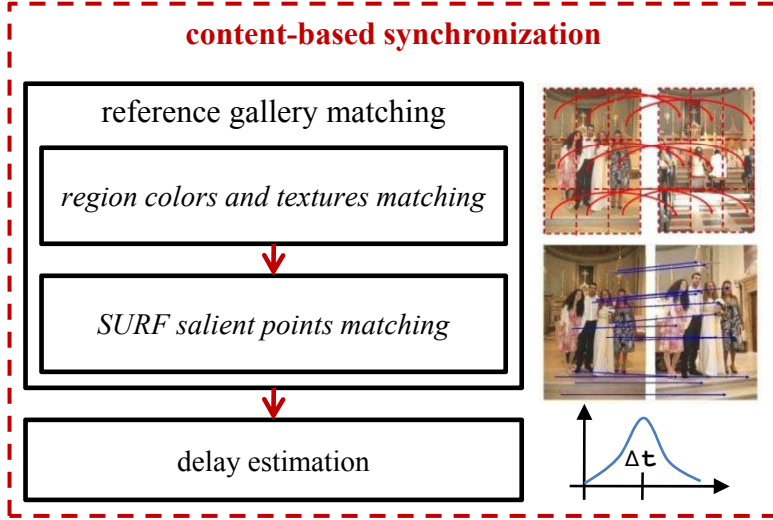 content-based synchronization
reference gallery matching
region colors and textures matching
SURF salient points matching
delay estimation
Δt